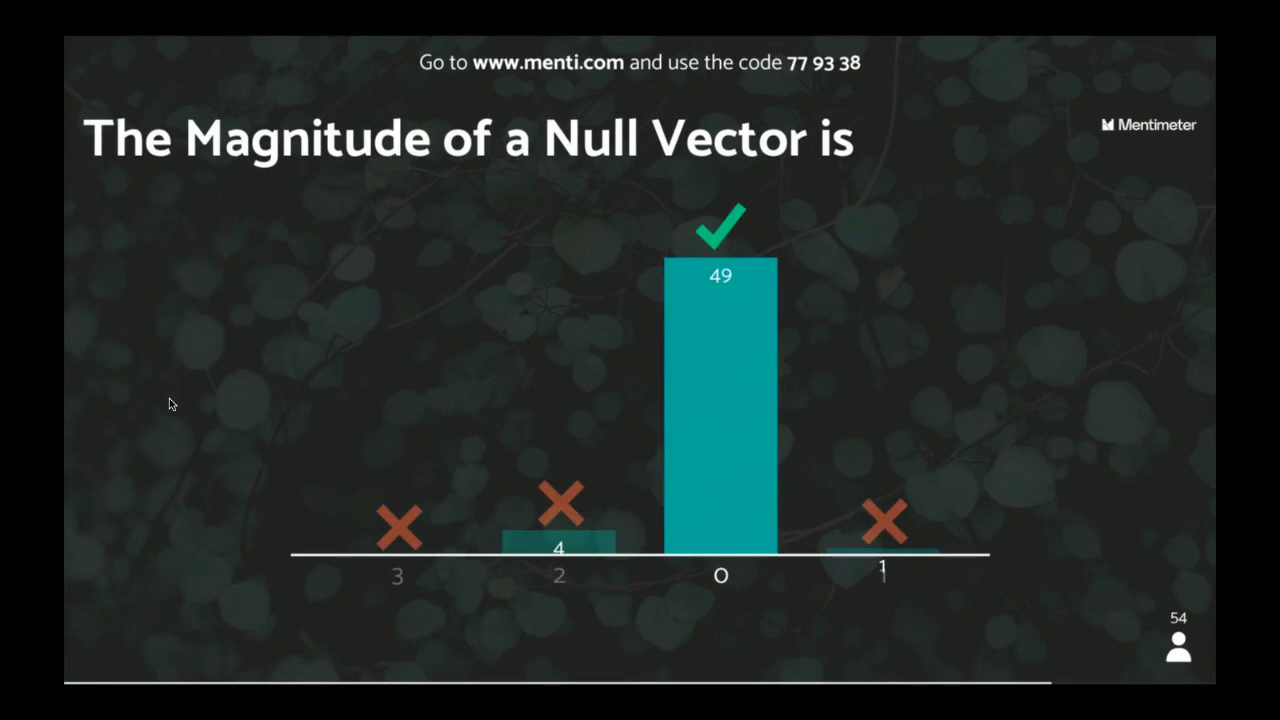 Go to www.menti.com and use the code 77 93 38
The Magnitude of a Null Vector is
Mentimeter
49
4
1
3 2 0 1
54